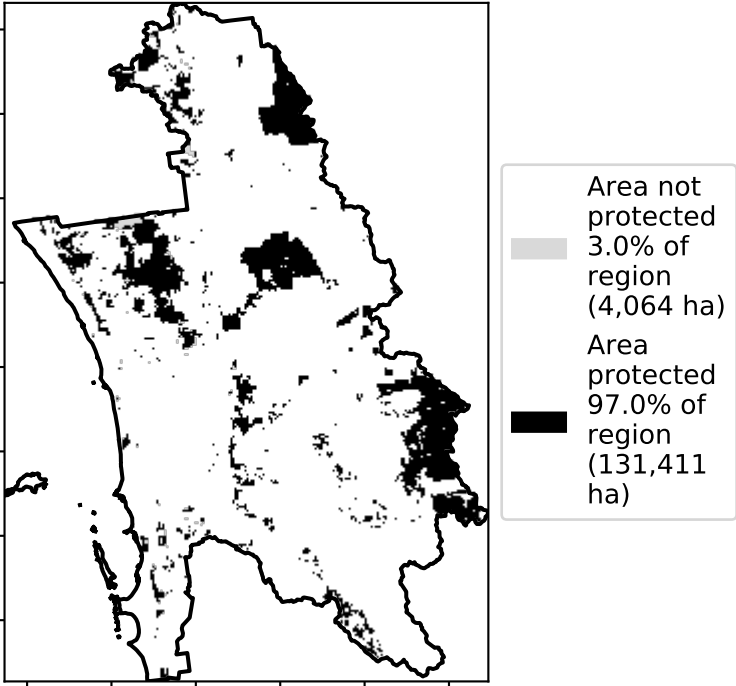 Area not
protected
3.0% of
region
(4,064 ha)
Area
protected
97.0% of
region
(131,411
ha)